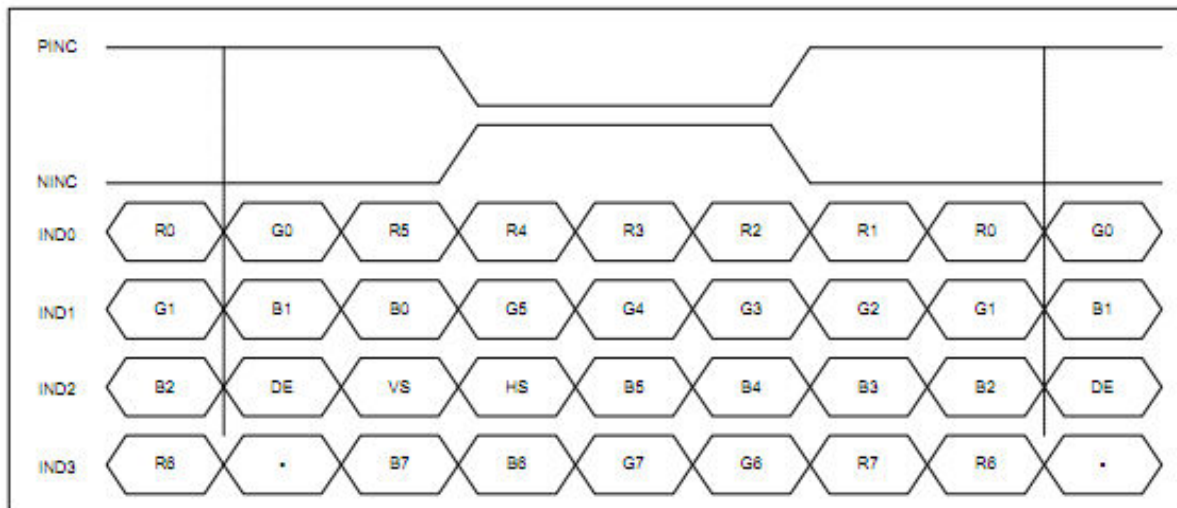 PINC
NINC
IND0 R0 G0 R5 R4 R3 R2 R1 R0 G0
IND1 G1 B1 B0 G5 G4 G3 G2 G1 B1
IND2 B2 DE VS HS B5 B4 B3 B2 DE
IND3 R6 • B7 B6 G7 G6 R7 R6 •